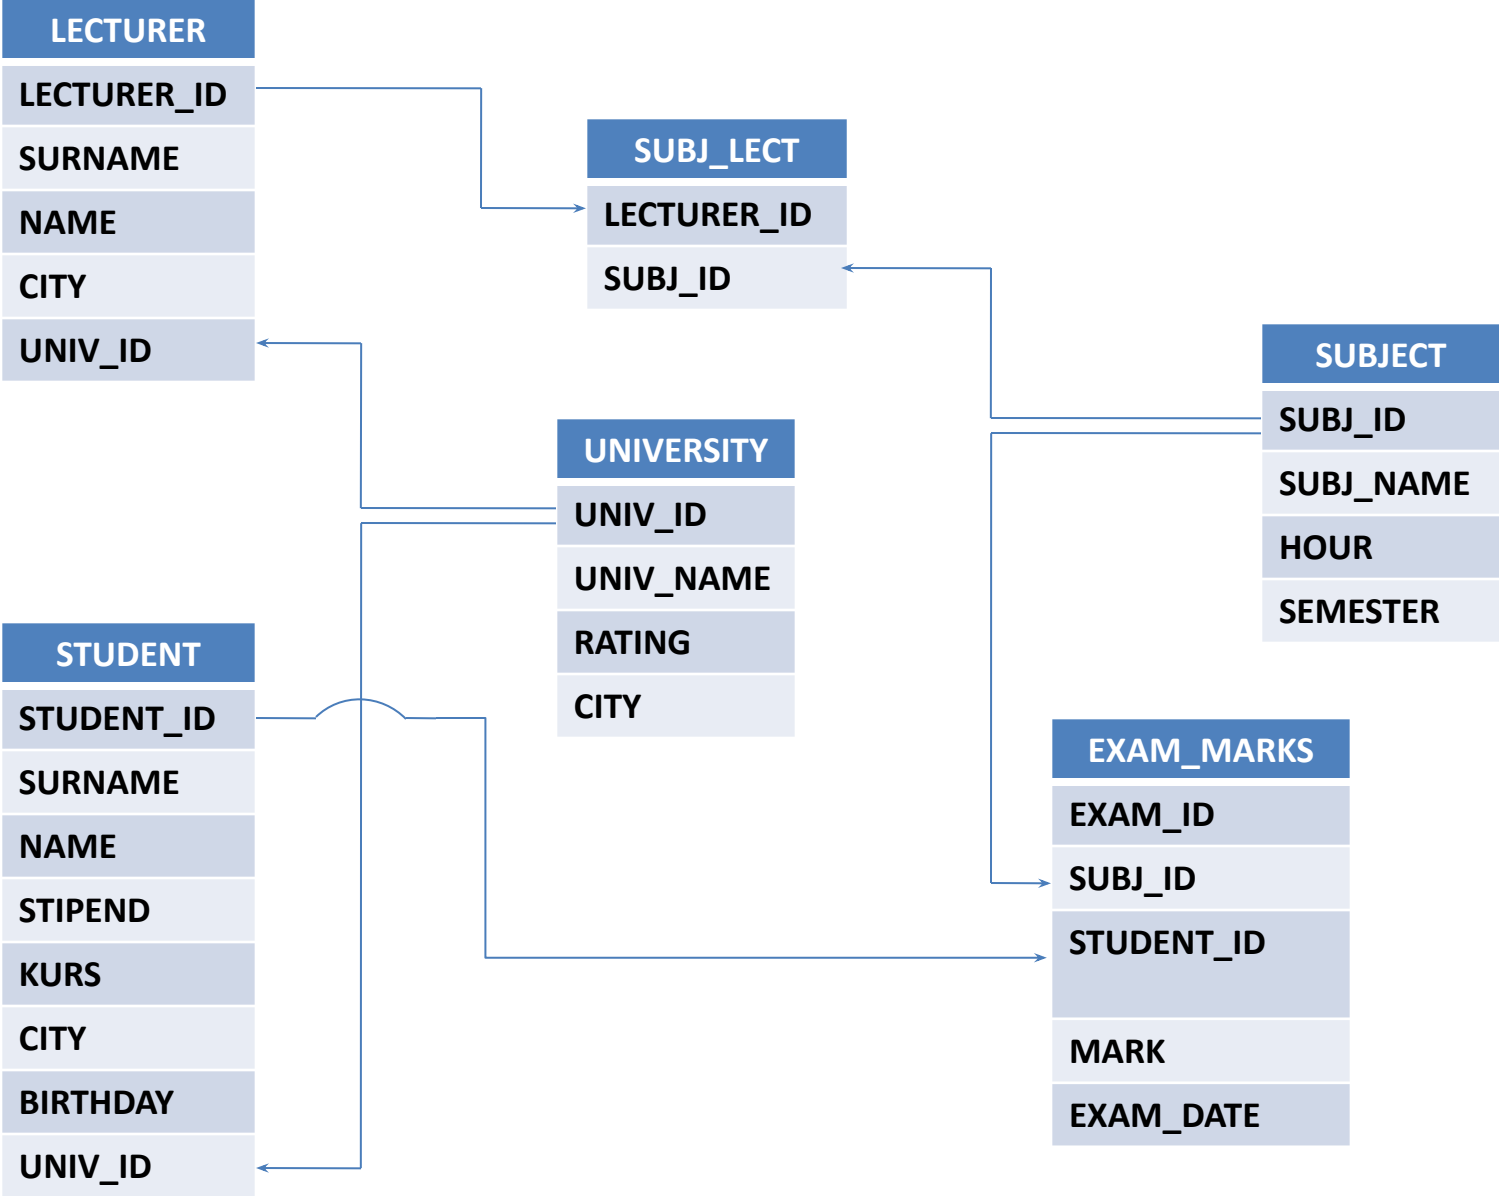 LECTURER
LECTURER_ID
SURNAME
NAME
CITY
UNIV_ID
SUBJ_LECT
LECTURER_ID
SUBJ_ID
SUBJECT
SUBJ_ID
SUBJ_NAME
HOUR
SEMESTER
UNIVERSITY
UNIV_ID
UNIV_NAME
RATING
CITY
STUDENT
STUDENT_ID
SURNAME
NAME
STIPEND
KURS
CITY
BIRTHDAY
UNIV_ID
EXAM_MARKS
EXAM_ID
SUBJ_ID
STUDENT_ID
MARK
EXAM_DATE